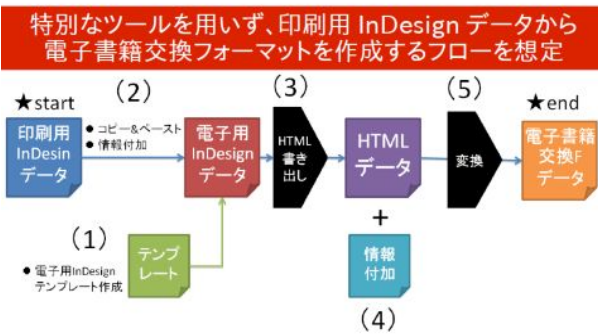 特別なツールを用いず、印刷用 InDesign データから
電子書籍交換フォーマットを作成するフローを想定
★start
(2)
(3)
(5)
★end
印刷用
InDesin
データ
● コピー&ペースト
● 情報付加
電子用
InDesign
データ
HTML
書き
出し
HTML
データ
変換
電子書籍
交換F
データ
(1)
● 電子用InDesign
テンプレート作成
テンプ
レート
+
情報
付加
(4)